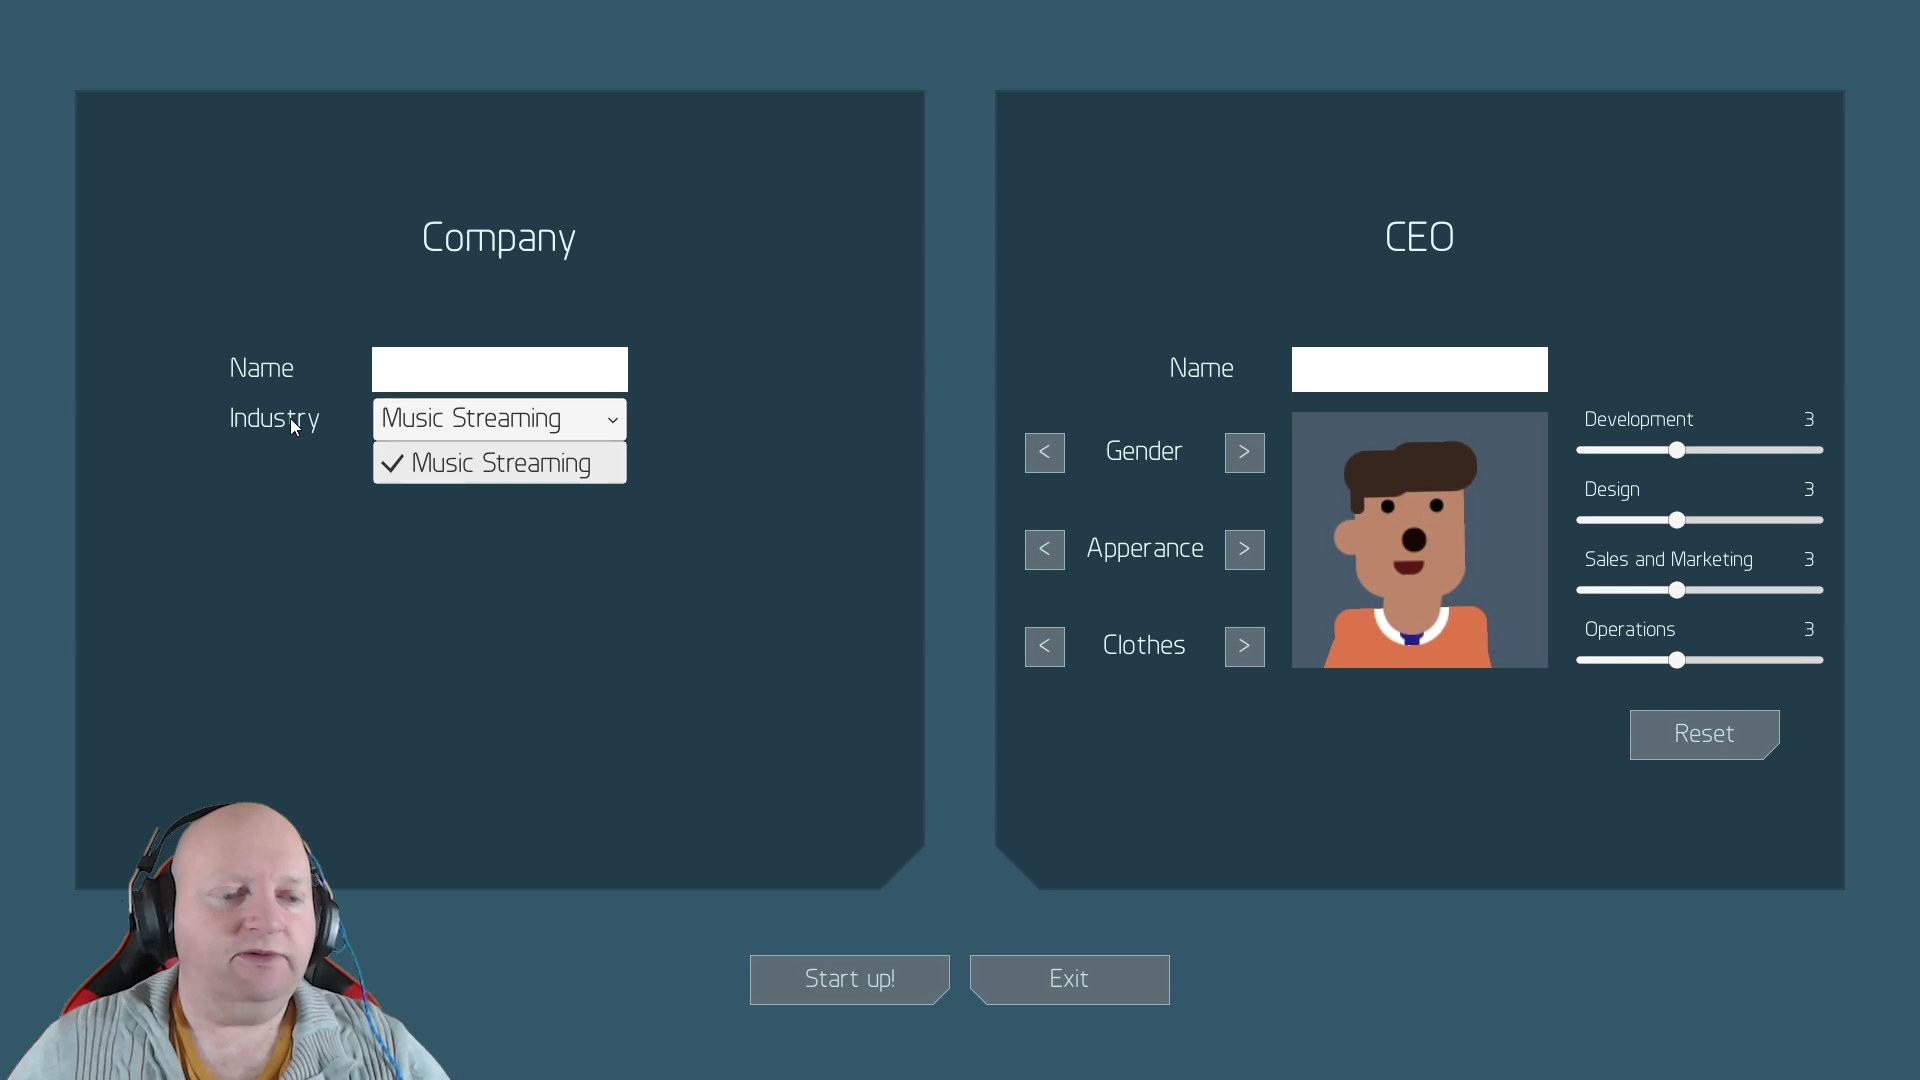 Company
Name
Industry
Music Streaming
Music Streaming
CEO
Name
< Gender >
< Apperance >
< Clothes >
Development 3
Design 3
Sales and Marketing 3
Operations 3
Reset
Start up!
Exit